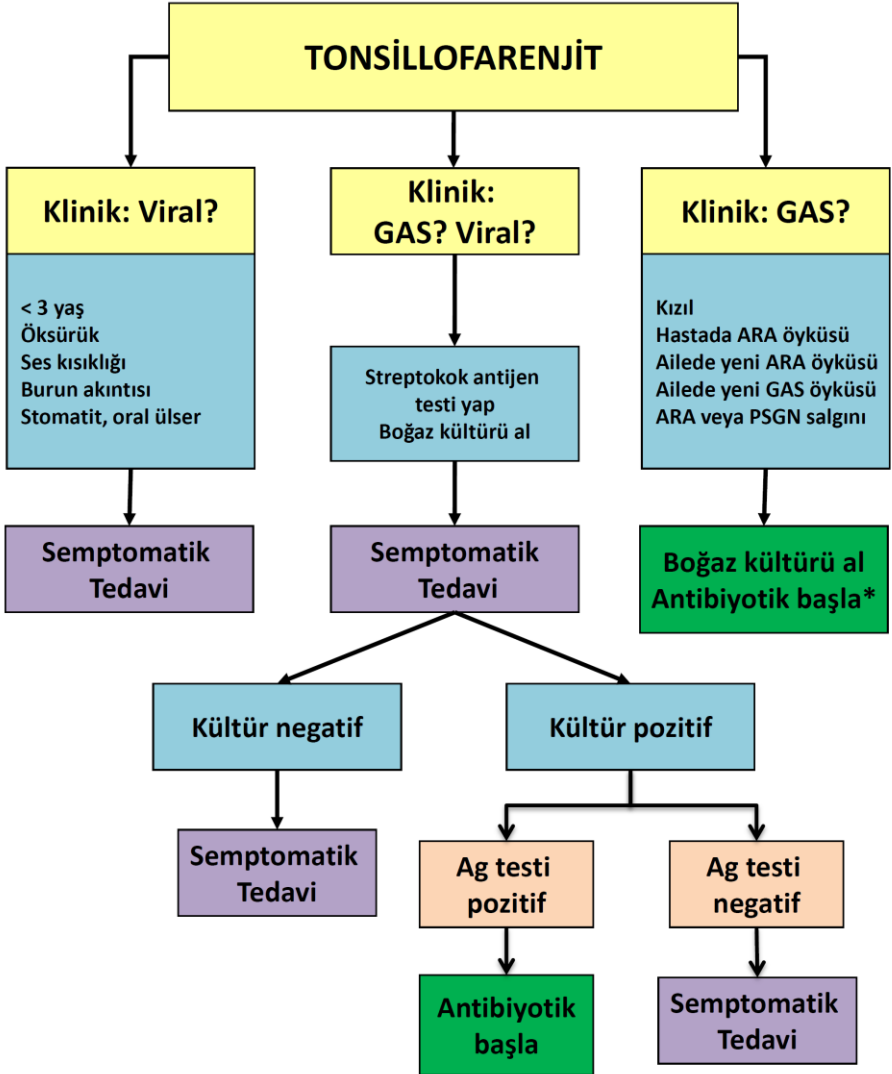 TONSİLLOFARENJİT
Klinik: Viral?
< 3 yaş
Öksürük
Ses kısıklığı
Burun akıntısı
Stomatit, oral ülser
Semptomatik
Tedavi
Klinik:
GAS? Viral?
Streptokok antijen
testi yap
Boğaz kültürü al
Semptomatik
Tedavi
Klinik: GAS?
Kızıl
Hastada ARA öyküsü
Ailede yeni ARA öyküsü
Ailede yeni GAS öyküsü
ARA veya PSGN salgını
Boğaz kültürü al
Antibiyotik başla*
Kültür negatif
Semptomatik
Tedavi
Kültür pozitif
Ag testi
pozitif
Antibiyotik
başla
Ag testi
negatif
Semptomatik
Tedavi